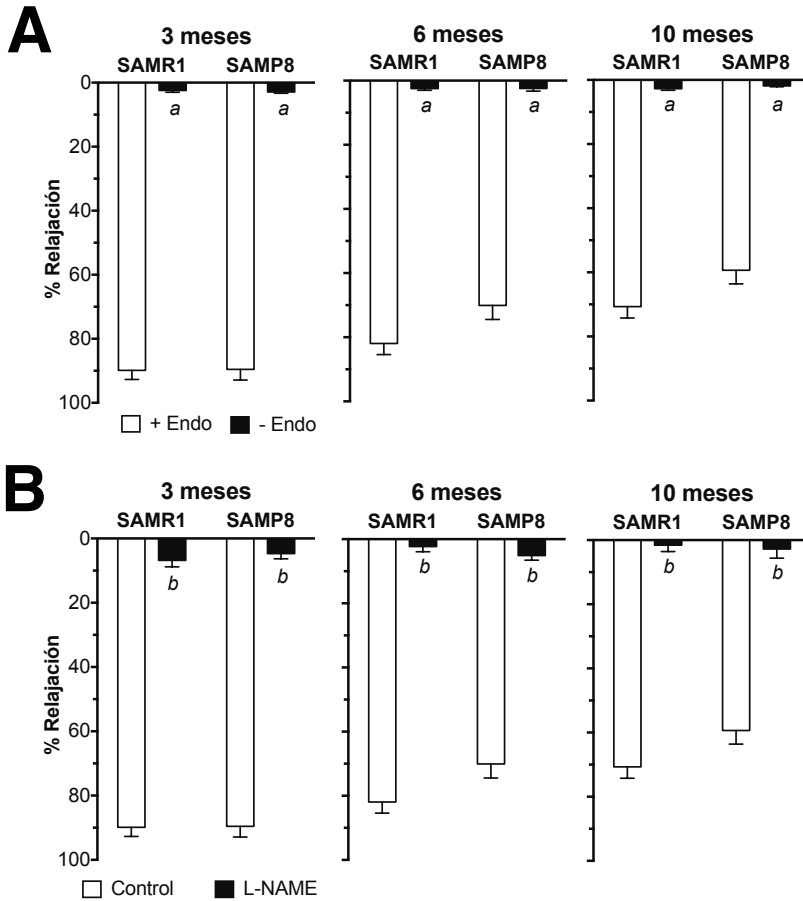 A
3 meses
6 meses
10 meses
SAMR1 SAMP8
SAMR1 SAMP8
SAMR1 SAMP8
% Relajación
0
20
40
60
80
100
a a
a a
a a
+ Endo - Endo
B
3 meses
6 meses
10 meses
SAMR1 SAMP8
SAMR1 SAMP8
SAMR1 SAMP8
% Relajación
0
20
40
60
80
100
b b
b b
b b
Control L-NAME